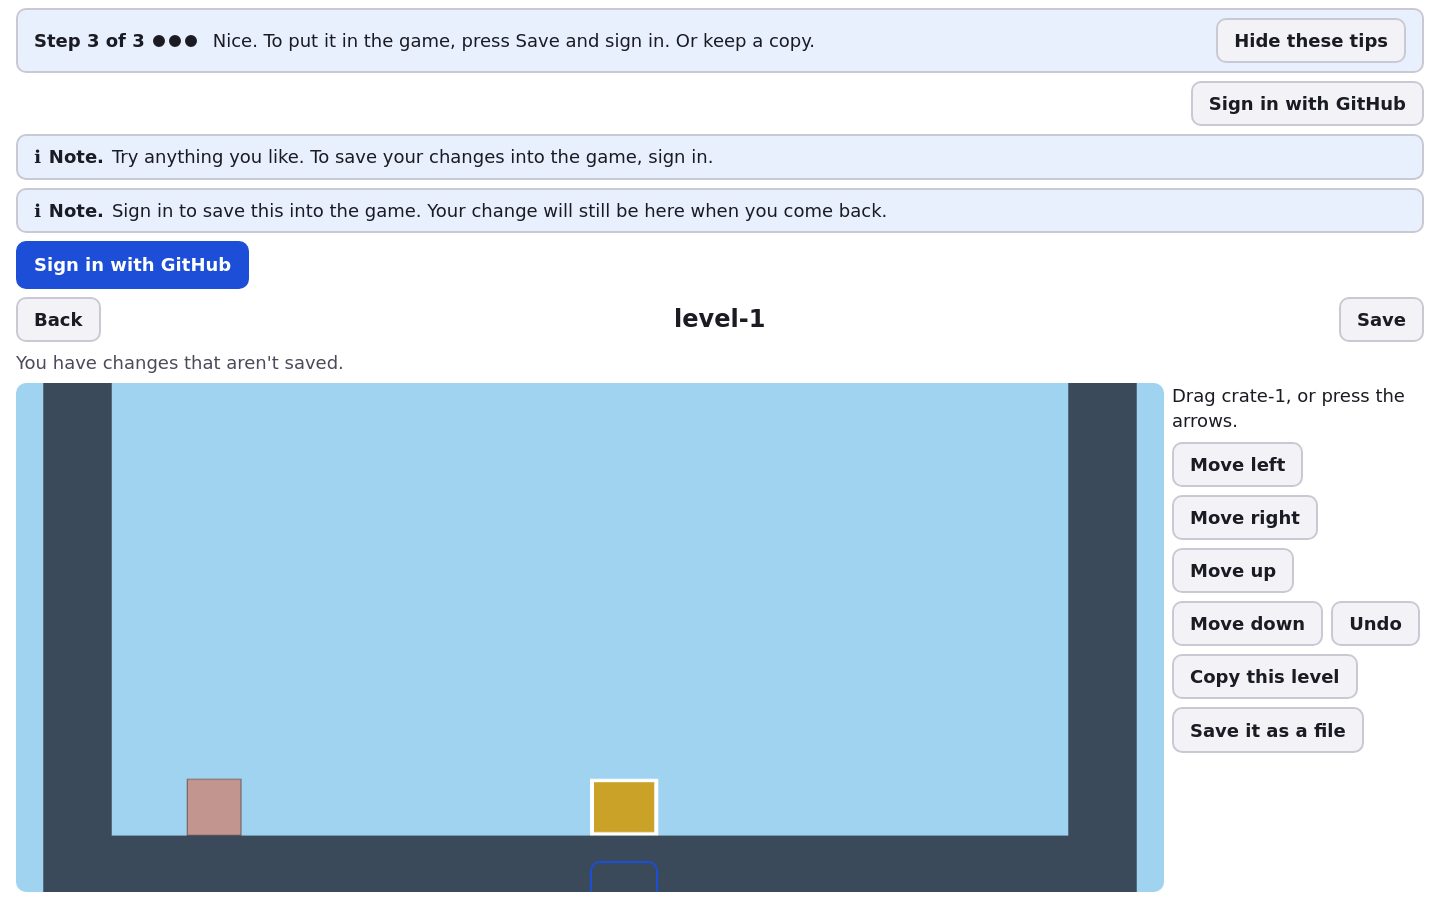 Step 3 of 3 ●●● Nice. To put it in the game, press Save and sign in. Or keep a copy. Hide these tips
Sign in with GitHub
ℹ Note. Try anything you like. To save your changes into the game, sign in.
ℹ Note. Sign in to save this into the game. Your change will still be here when you come back.
Sign in with GitHub
Back level-1 Save
You have changes that aren't saved.
Drag crate-1, or press the
arrows.
Move left
Move right
Move up
Move down Undo
Copy this level
Save it as a file